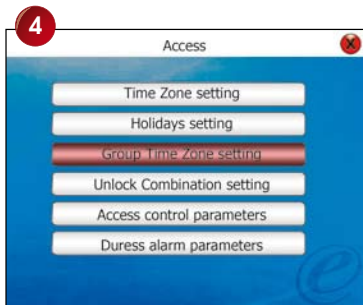 4
Access
X
Time Zone setting
Holidays setting
Group Time Zone setting
Unlock Combination setting
Access control parameters
Duress alarm parameters
e